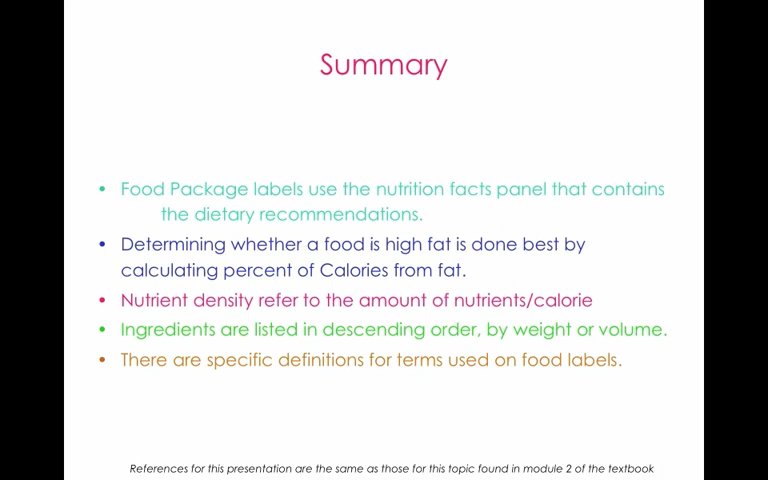 Summary
• Food Package labels use the nutrition facts panel that contains
the dietary recommendations.
• Determining whether a food is high fat is done best by
calculating percent of Calories from fat.
• Nutrient density refer to the amount of nutrients/calorie
• Ingredients are listed in descending order, by weight or volume.
• There are specific definitions for terms used on food labels.
References for this presentation are the same as those for this topic found in module 2 of the textbook